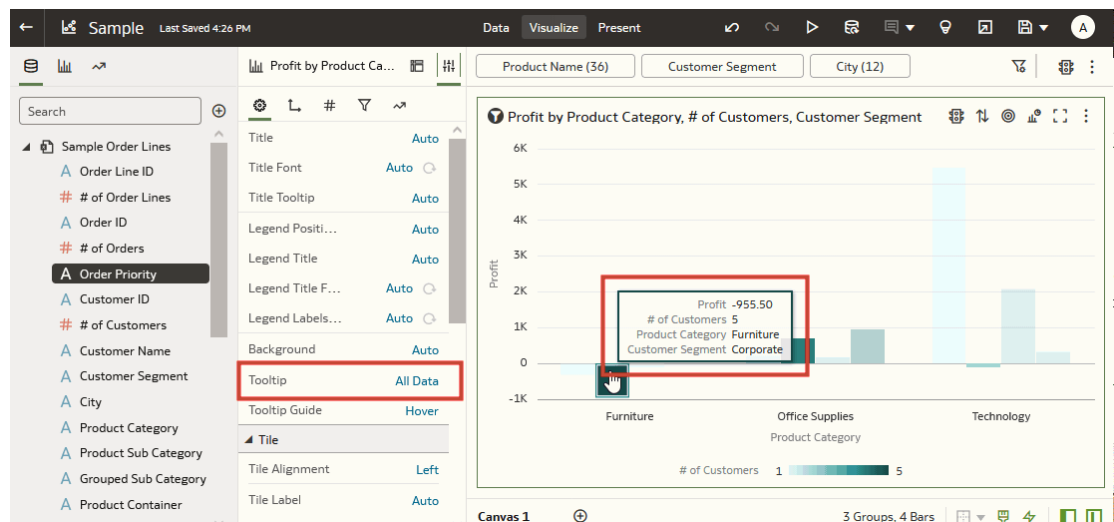 Sample Last Saved 4:26 PM Data Visualize Present A
Profit by Product Ca...
Product Name (36) Customer Segment City (12)
Search
Sample Order Lines
A Order Line ID
# # of Order Lines
A Order ID
# # of Orders
A Order Priority
A Customer ID
# # of Customers
A Customer Name
A Customer Segment
A City
A Product Category
A Product Sub Category
A Grouped Sub Category
A Product Container
#
Title Auto
Title Font Auto
Title Tooltip Auto
Legend Positi... Auto
Legend Title Auto
Legend Title F... Auto
Legend Labels... Auto
Background Auto
Tooltip All Data
Tooltip Guide Hover
Tile
Tile Alignment Left
Tile Label Auto
Profit by Product Category, # of Customers, Customer Segment
6K
5K
4K
3K
2K
1K
0
-1K
Profit
Profit -955.50
# of Customers 5
Product Category Furniture
Customer Segment Corporate
Furniture Office Supplies Technology
Product Category
# of Customers 1 5
Canvas 1 3 Groups, 4 Bars